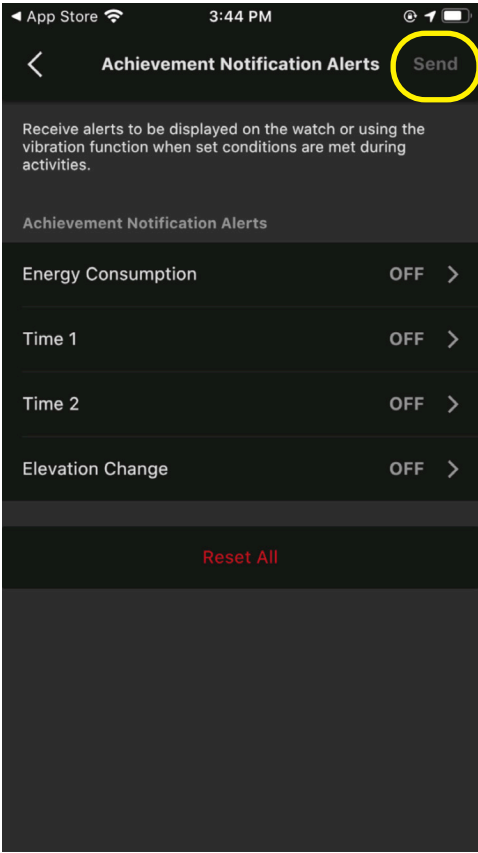 App Store 3:44 PM
Achievement Notification Alerts Send
Receive alerts to be displayed on the watch or using the
vibration function when set conditions are met during
activities.
Achievement Notification Alerts
Energy Consumption OFF
Time 1 OFF
Time 2 OFF
Elevation Change OFF
Reset All